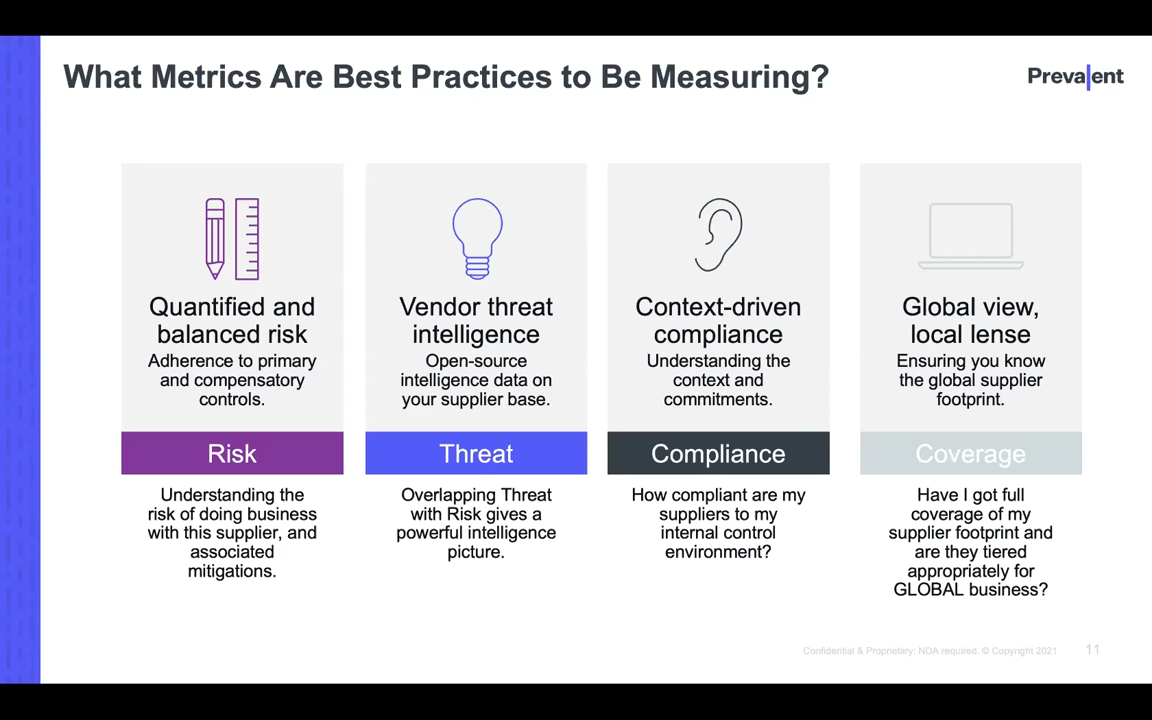 What Metrics Are Best Practices to Be Measuring?
Prevalent
Quantified and
balanced risk
Adherence to primary
and compensatory
controls.
Risk
Understanding the
risk of doing business
with this supplier, and
associated
mitigations.
Vendor threat
intelligence
Open-source
intelligence data on
your supplier base.
Threat
Overlapping Threat
with Risk gives a
powerful intelligence
picture.
Context-driven
compliance
Understanding the
context and
commitments.
Compliance
How compliant are my
suppliers to my
internal control
environment?
Global view,
local lense
Ensuring you know
the global supplier
footprint.
Coverage
Have I got full
coverage of my
supplier footprint and
are they tiered
appropriately for
GLOBAL business?
Confidential & Proprietary: NDA required. © Copyright 2021
11